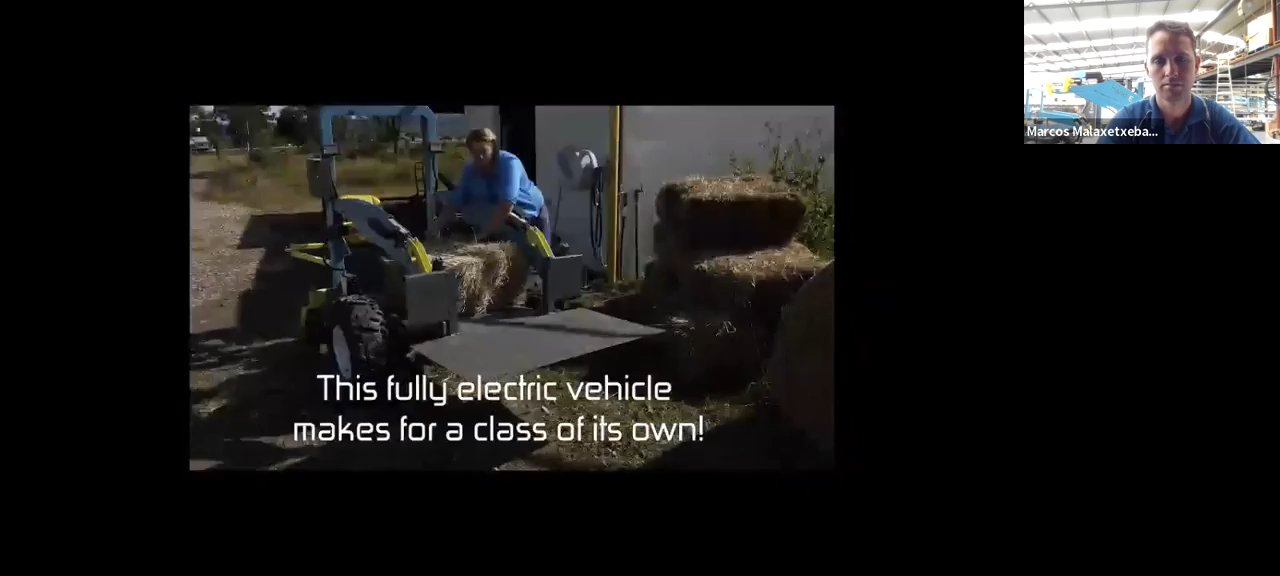 Marcos Malaxetxeba...
This fully electric vehicle
makes for a class of its own!